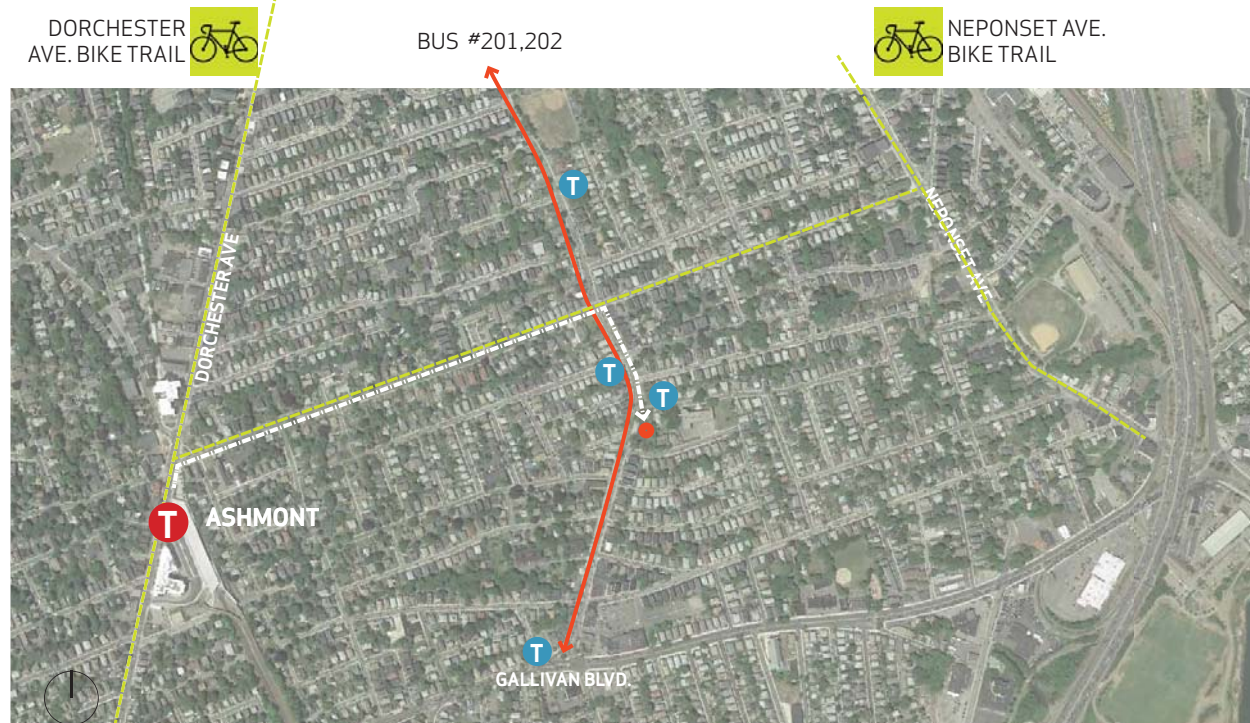 DORCHESTER
AVE. BIKE TRAIL
BUS #201,202
NEPONSET AVE.
BIKE TRAIL
T
DORCHESTER AVE
NEPONSET AVE.
T
T
T
ASHMONT
T
GALLIVAN BLVD.